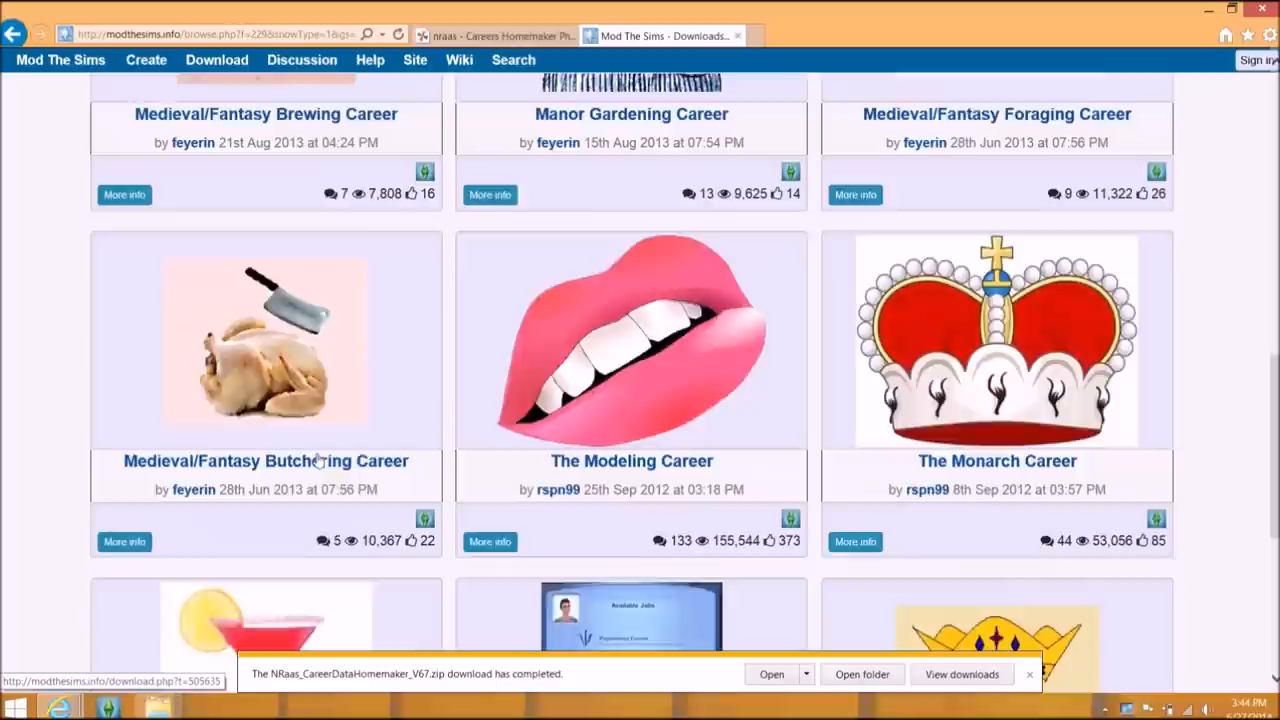 http://modthesims.info/browse.php?f=229&showType=1&gs=
nraas - Careers Homemaker Ph...
Mod The Sims - Downloads...
Mod The Sims Create Download Discussion Help Site Wiki Search Sign in
Medieval/Fantasy Brewing Career
by feyerin 21st Aug 2013 at 04:24 PM
More info 7 7,808 16
Manor Gardening Career
by feyerin 15th Aug 2013 at 07:54 PM
More info 13 9,625 14
Medieval/Fantasy Foraging Career
by feyerin 28th Jun 2013 at 07:56 PM
More info 9 11,322 26
Medieval/Fantasy Butchering Career
by feyerin 28th Jun 2013 at 07:56 PM
More info 5 10,367 22
The Modeling Career
by rspn99 25th Sep 2012 at 03:18 PM
More info 133 155,544 373
The Monarch Career
by rspn99 8th Sep 2012 at 03:57 PM
More info 44 53,056 85
Available Jobs
The NRaas_CareerDataHomemaker_V67.zip download has completed.
Open Open folder View downloads
http://modthesims.info/download.php?t=505635
3:44 PM